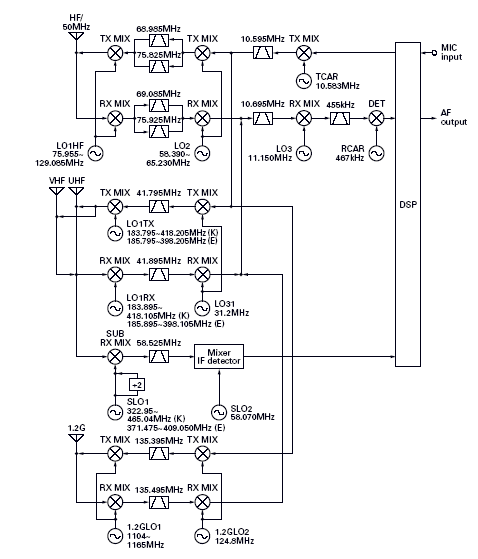 HF/
50MHz
68.985MHz
TX MIX
TX MIX
75.825MHz
10.595MHz
TX MIX
MIC
input
TCAR
10.583MHz
69.085MHz
RX MIX
RX MIX
75.925MHz
10.695MHz
RX MIX
455kHz
DET
AF
output
LO1HF
75.955~
129.085MHz
LO2
58.390~
65.230MHz
LO3
11.150MHz
RCAR
467kHz
DSP
VHF
UHF
TX MIX
41.795MHz
TX MIX
LO1TX
183.795~418.205MHz (K)
185.795~398.205MHz (E)
RX MIX
41.895MHz
RX MIX
LO1RX
183.895~
418.105MHz (K)
185.895~398.105MHz (E)
LO31
31.2MHz
SUB
RX MIX
58.525MHz
Mixer
IF detector
÷2
SLO1
322.95~
465.04MHz (K)
371.475~409.050MHz (E)
SLO2
58.070MHz
1.2G
TX MIX
135.395MHz
TX MIX
RX MIX
135.495MHz
RX MIX
1.2GLO1
1104~
1165MHz
1.2GLO2
124.8MHz